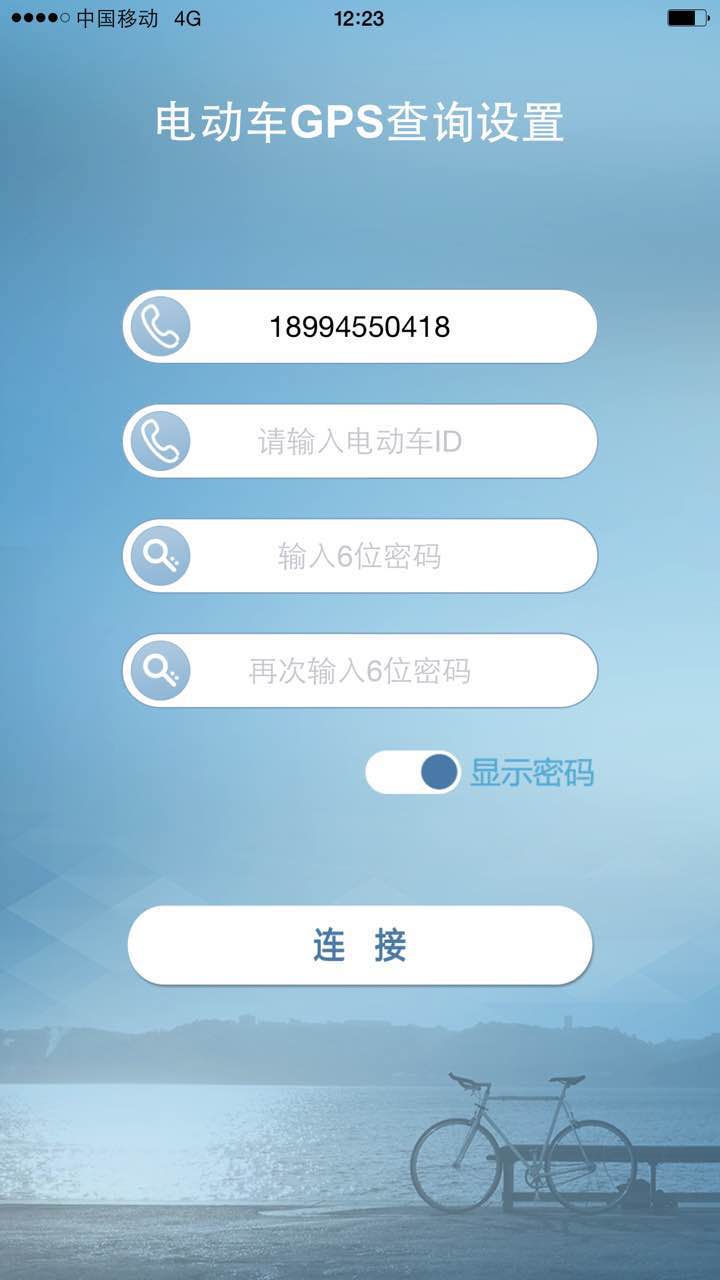 中国移动 4G 12:23
电动车GPS查询设置
18994550418
请输入电动车ID
输入6位密码
再次输入6位密码
显示密码
连 接